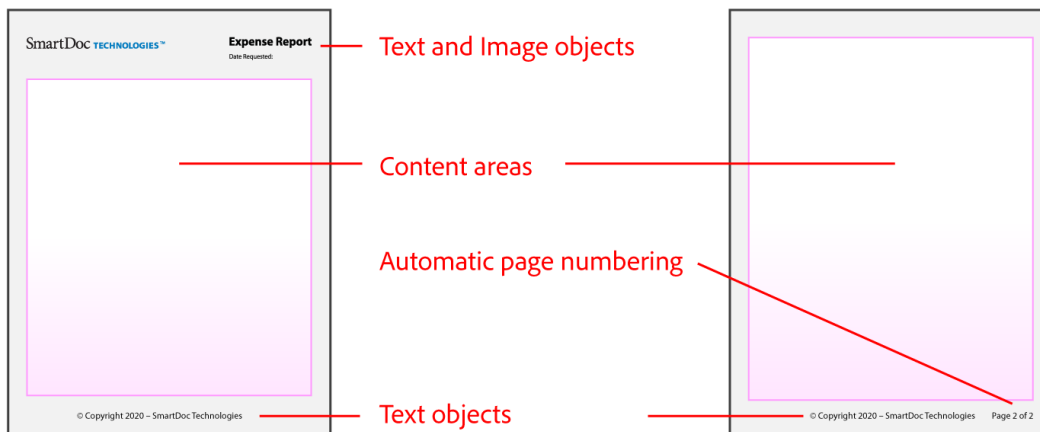 SmartDoc TECHNOLOGIES™
Expense Report
Date Requested:
Text and Image objects
Content areas
Automatic page numbering
Text objects
© Copyright 2020 – SmartDoc Technologies
© Copyright 2020 – SmartDoc Technologies
Page 2 of 2